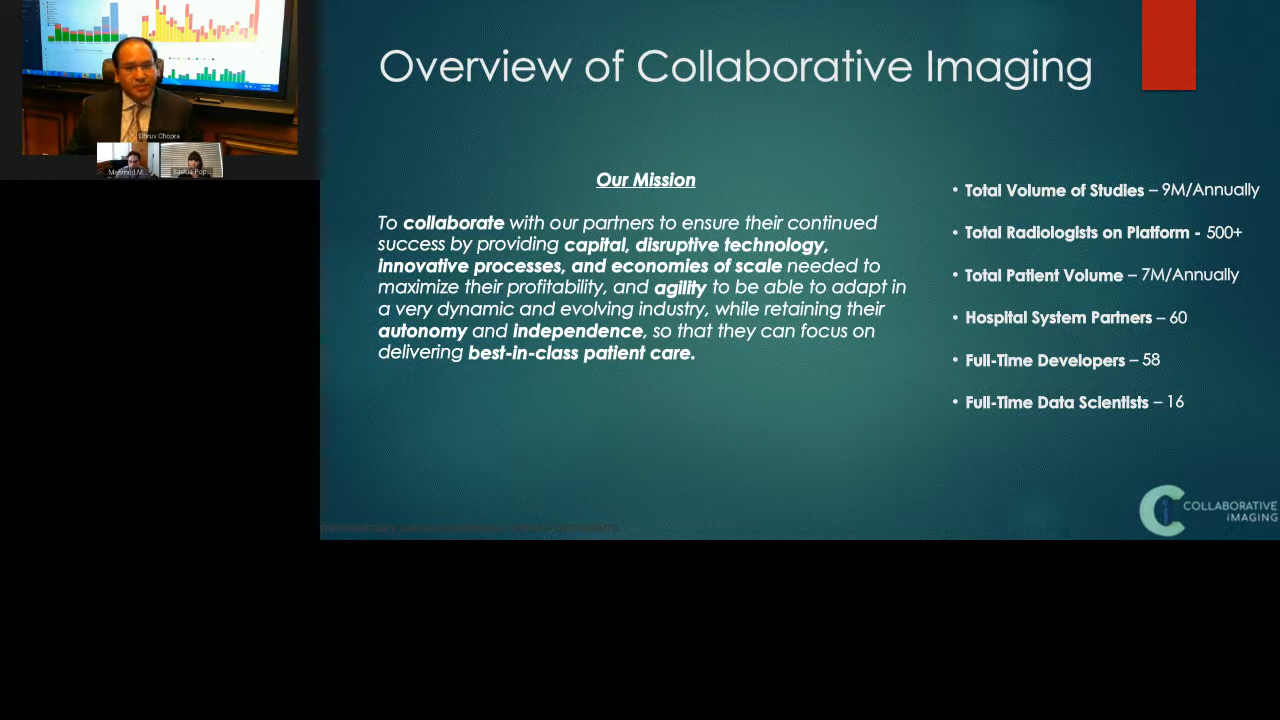 Overview of Collaborative Imaging
Dhruv Chopra
Mahmud M...
Saskia Pop...
Our Mission
To collaborate with our partners to ensure their continued
success by providing capital, disruptive technology,
innovative processes, and economies of scale needed to
maximize their profitability, and agility to be able to adapt in
a very dynamic and evolving industry, while retaining their
autonomy and independence, so that they can focus on
delivering best-in-class patient care.
• Total Volume of Studies – 9M/Annually
• Total Radiologists on Platform - 500+
• Total Patient Volume – 7M/Annually
• Hospital System Partners – 60
• Full-Time Developers – 58
• Full-Time Data Scientists – 16
COLLABORATIVE
iMAGING